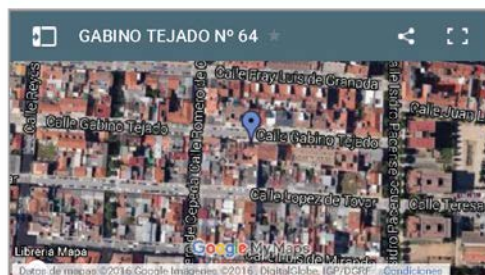 GABINO TEJADO Nº 64
Calle Fray Luis de Granada
Calle Reyes
Calle Gabino Tejado
Calle Gabino Tejado
Calle Juan L
Calle Lopez de Tovar
Calle Teresa
Librería Mapa
Google My Maps
Datos de mapas ©2016 Google Imágenes ©2016, DigitalGlobe, IGP/DGRF
Condiciones